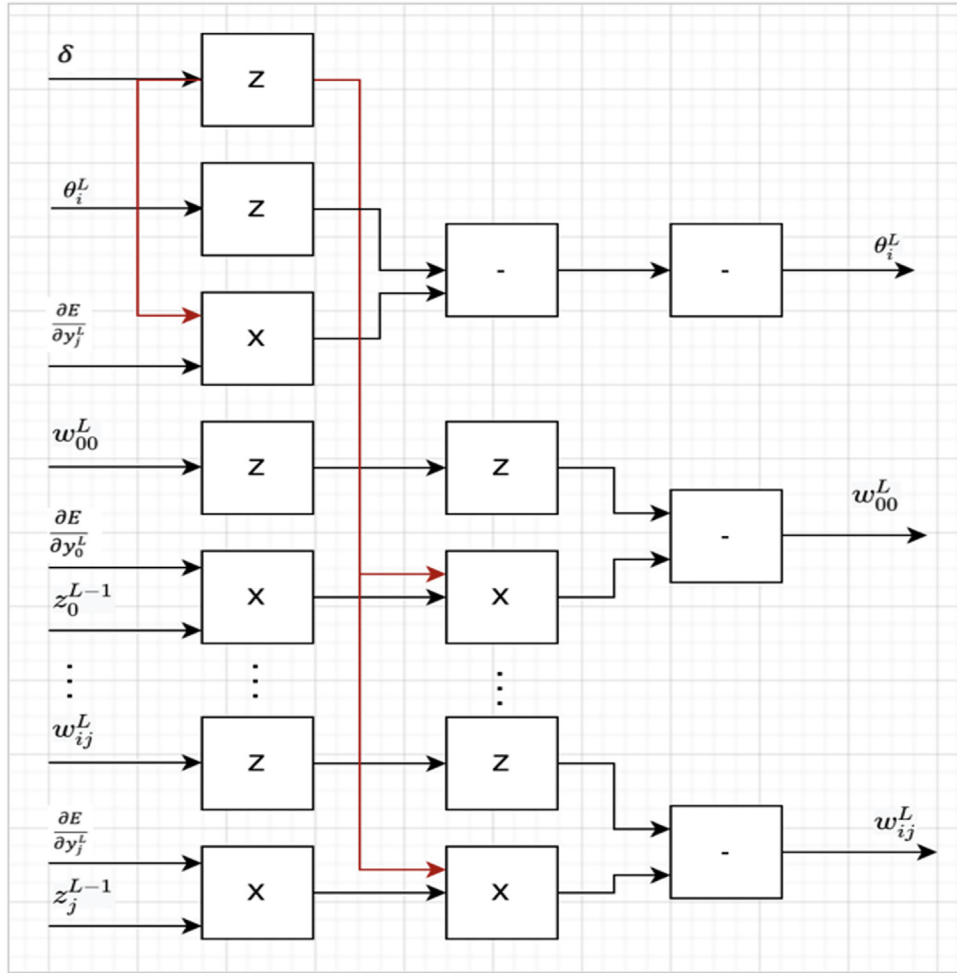 δ
z
θ_i^L
z
-
-
θ_i^L
∂E/∂y_j^L
x
w_00^L
z
z
w_00^L
-
∂E/∂y_0^L
z_0^{L-1}
x
x
⋮ ⋮ ⋮
w_ij^L
z
z
∂E/∂y_j^L
-
w_ij^L
z_j^{L-1}
x
x